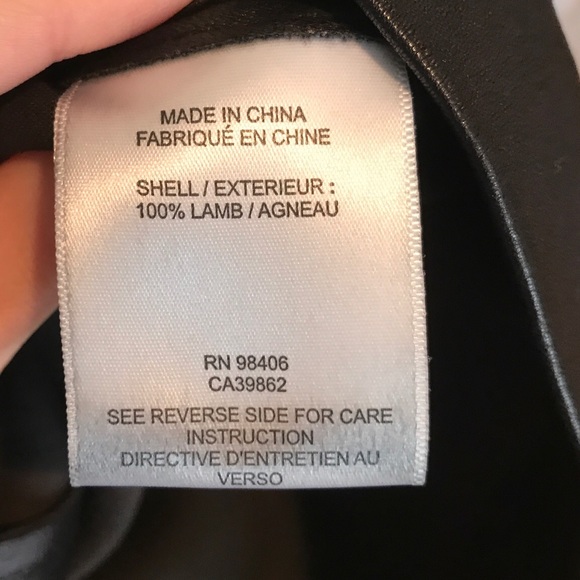 MADE IN CHINA
FABRIQUÉ EN CHINE
SHELL / EXTERIEUR :
100% LAMB / AGNEAU
RN 98406
CA39862
SEE REVERSE SIDE FOR CARE
INSTRUCTION
DIRECTIVE D'ENTRETIEN AU
VERSO